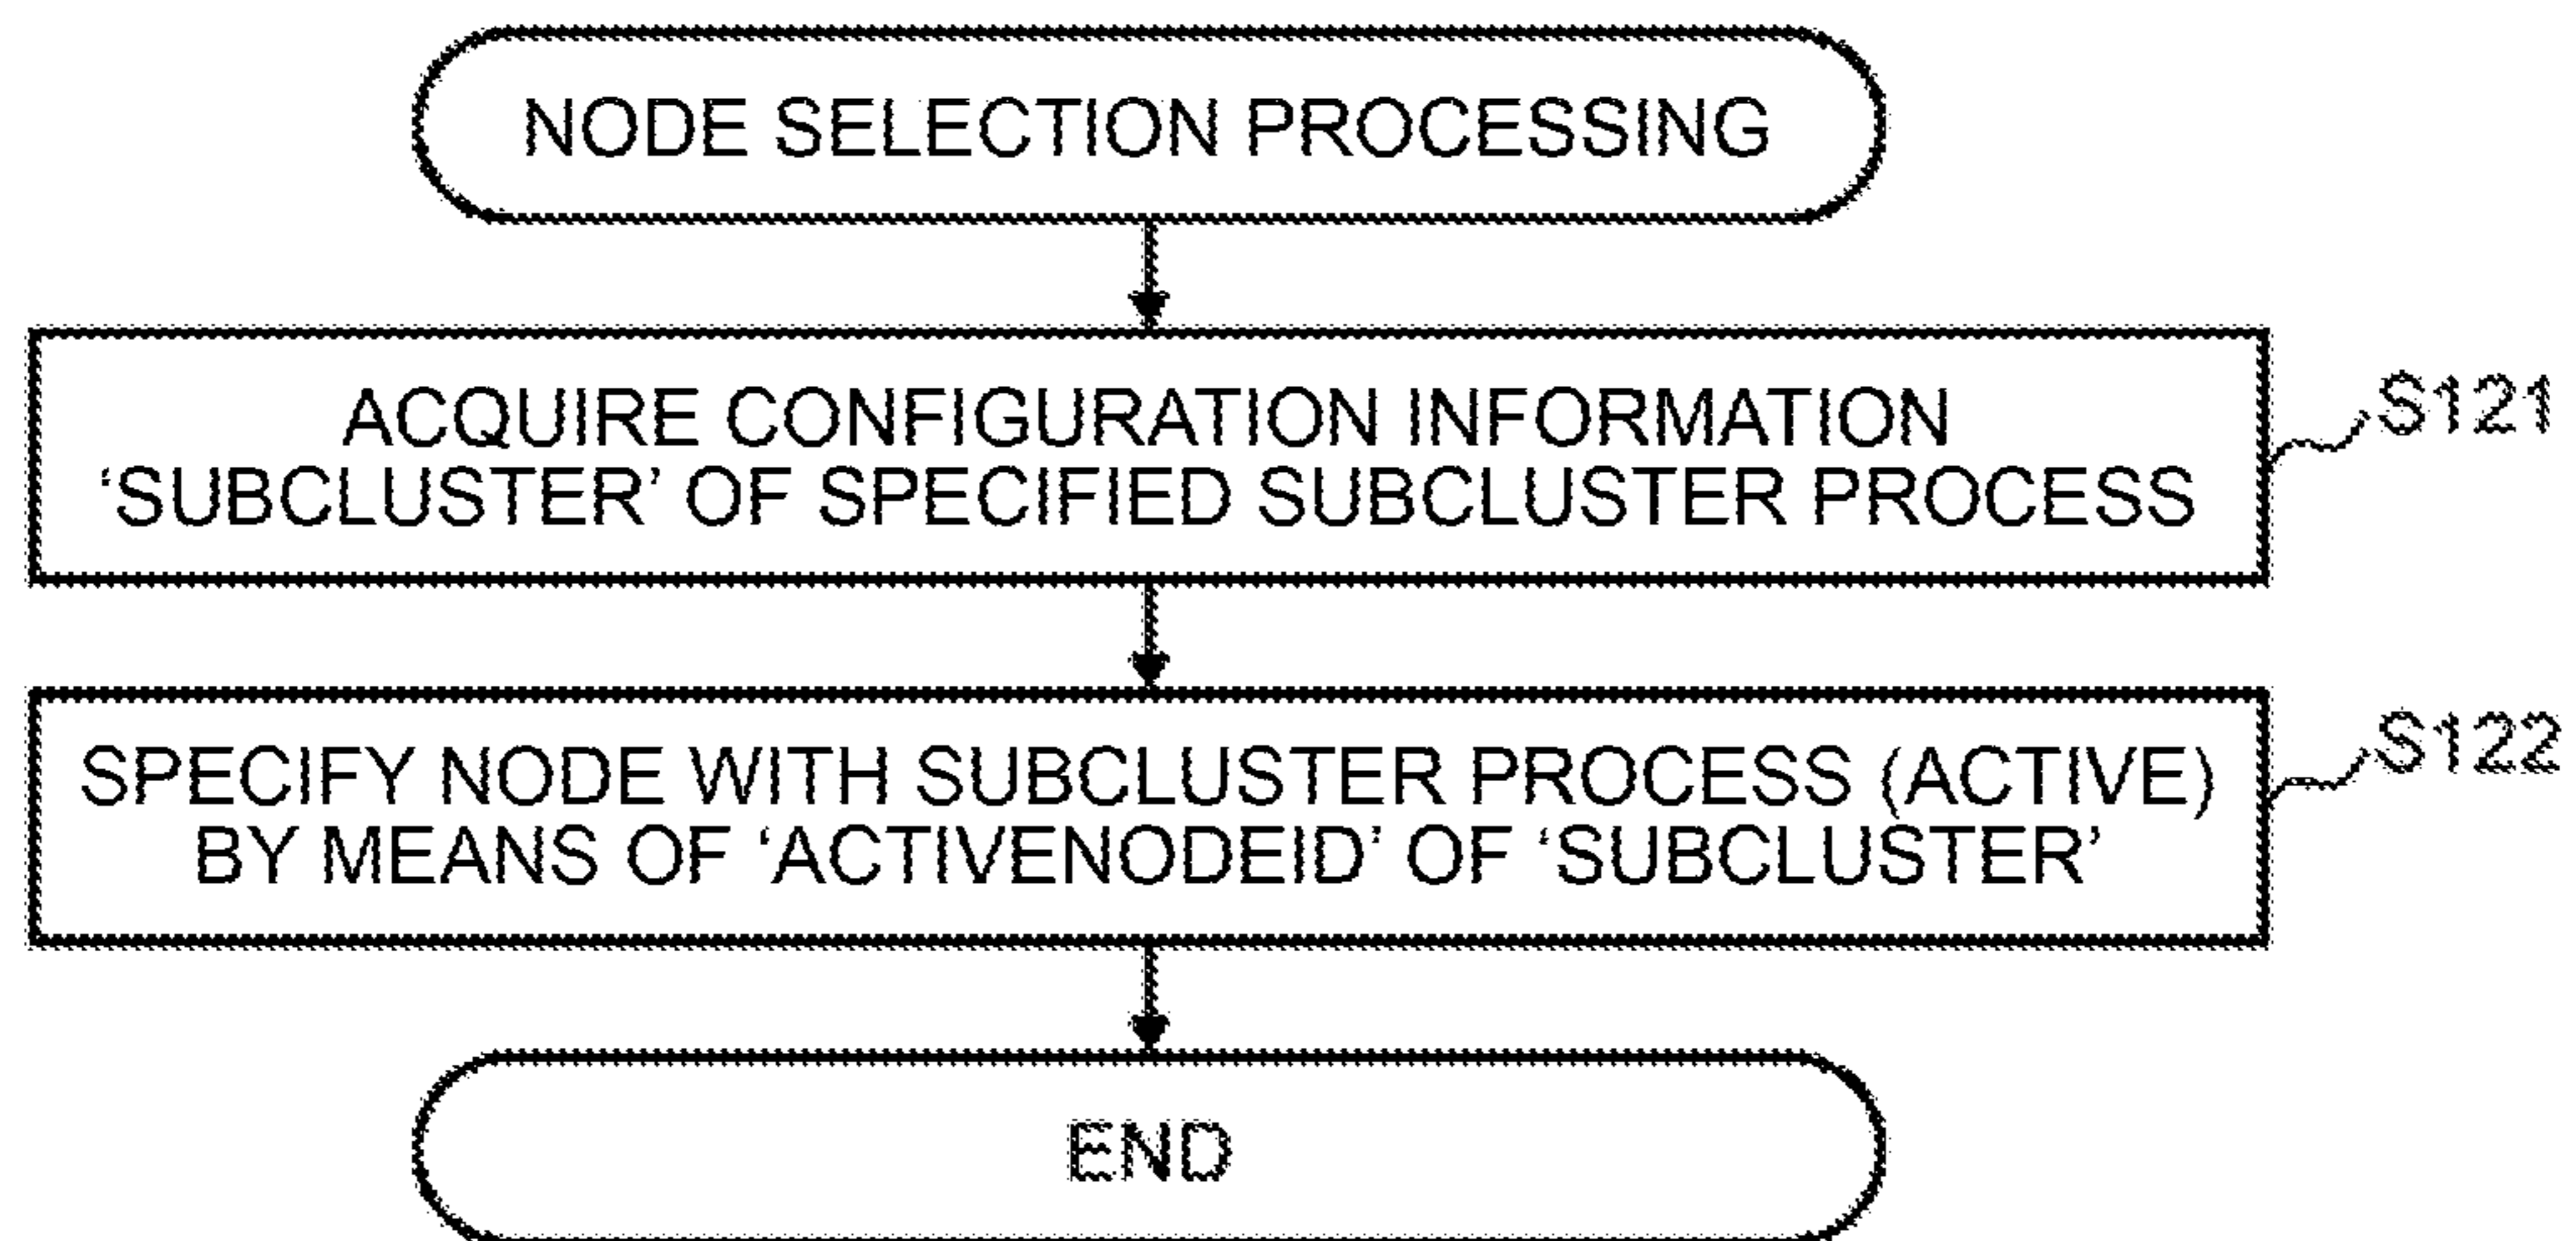 NODE SELECTION PROCESSING
ACQUIRE CONFIGURATION INFORMATION
‘SUBCLUSTER’ OF SPECIFIED SUBCLUSTER PROCESS
S121
SPECIFY NODE WITH SUBCLUSTER PROCESS (ACTIVE)
BY MEANS OF ‘ACTIVENODEID’ OF ‘SUBCLUSTER’
S122
END